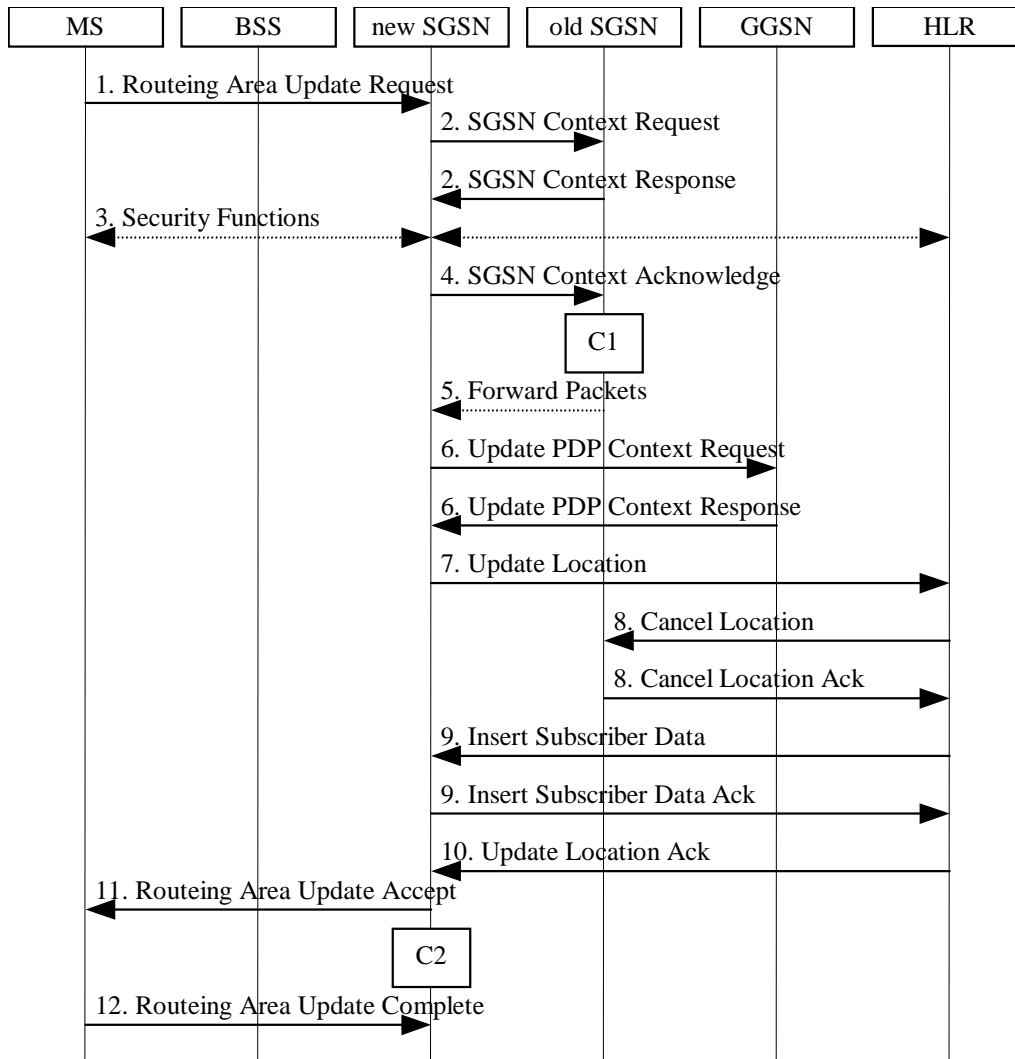 MS
BSS
new SGSN
old SGSN
GGSN
HLR
1. Routeing Area Update Request
2. SGSN Context Request
2. SGSN Context Response
3. Security Functions
4. SGSN Context Acknowledge
C1
5. Forward Packets
6. Update PDP Context Request
6. Update PDP Context Response
7. Update Location
8. Cancel Location
8. Cancel Location Ack
9. Insert Subscriber Data
9. Insert Subscriber Data Ack
10. Update Location Ack
11. Routeing Area Update Accept
C2
12. Routeing Area Update Complete